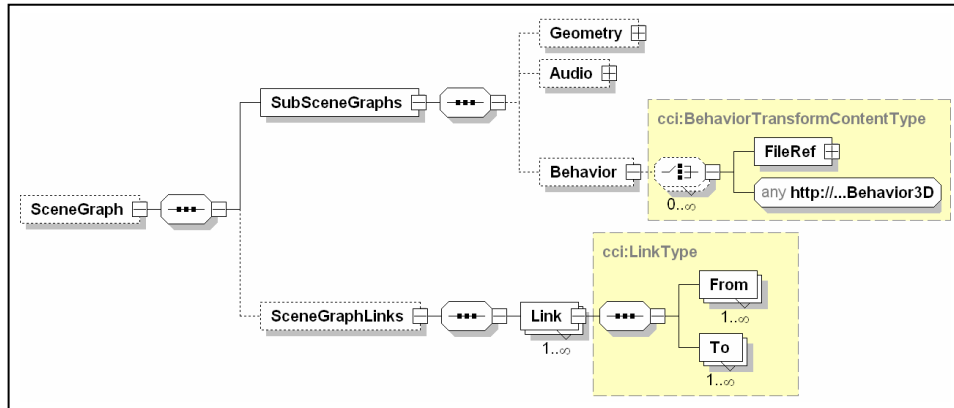 Geometry
Audio
SubSceneGraphs
cci:BehaviorTransformContentType
FileRef
Behavior
any http://...Behavior3D
0..∞
SceneGraph
cci:LinkType
From
1..∞
SceneGraphLinks
Link
1..∞
To
1..∞